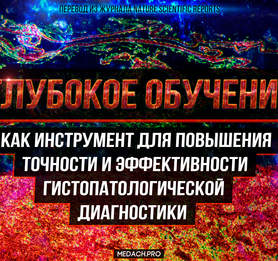 ПЕРЕВОД ИЗ ЖУРНАЛА NATURE SCIENTIFIC REPORTS
ЛУБОКОЕ ОБУЧЕНИ
КАК ИНСТРУМЕНТ ДЛЯ ПОВЫШЕНИЯ
ТОЧНОСТИ И ЭФФЕКТИВНОСТИ
ГИСТОПАТОЛОГИЧЕСКОЙ
ДИАГНОСТИКИ
MEDACH.PRO